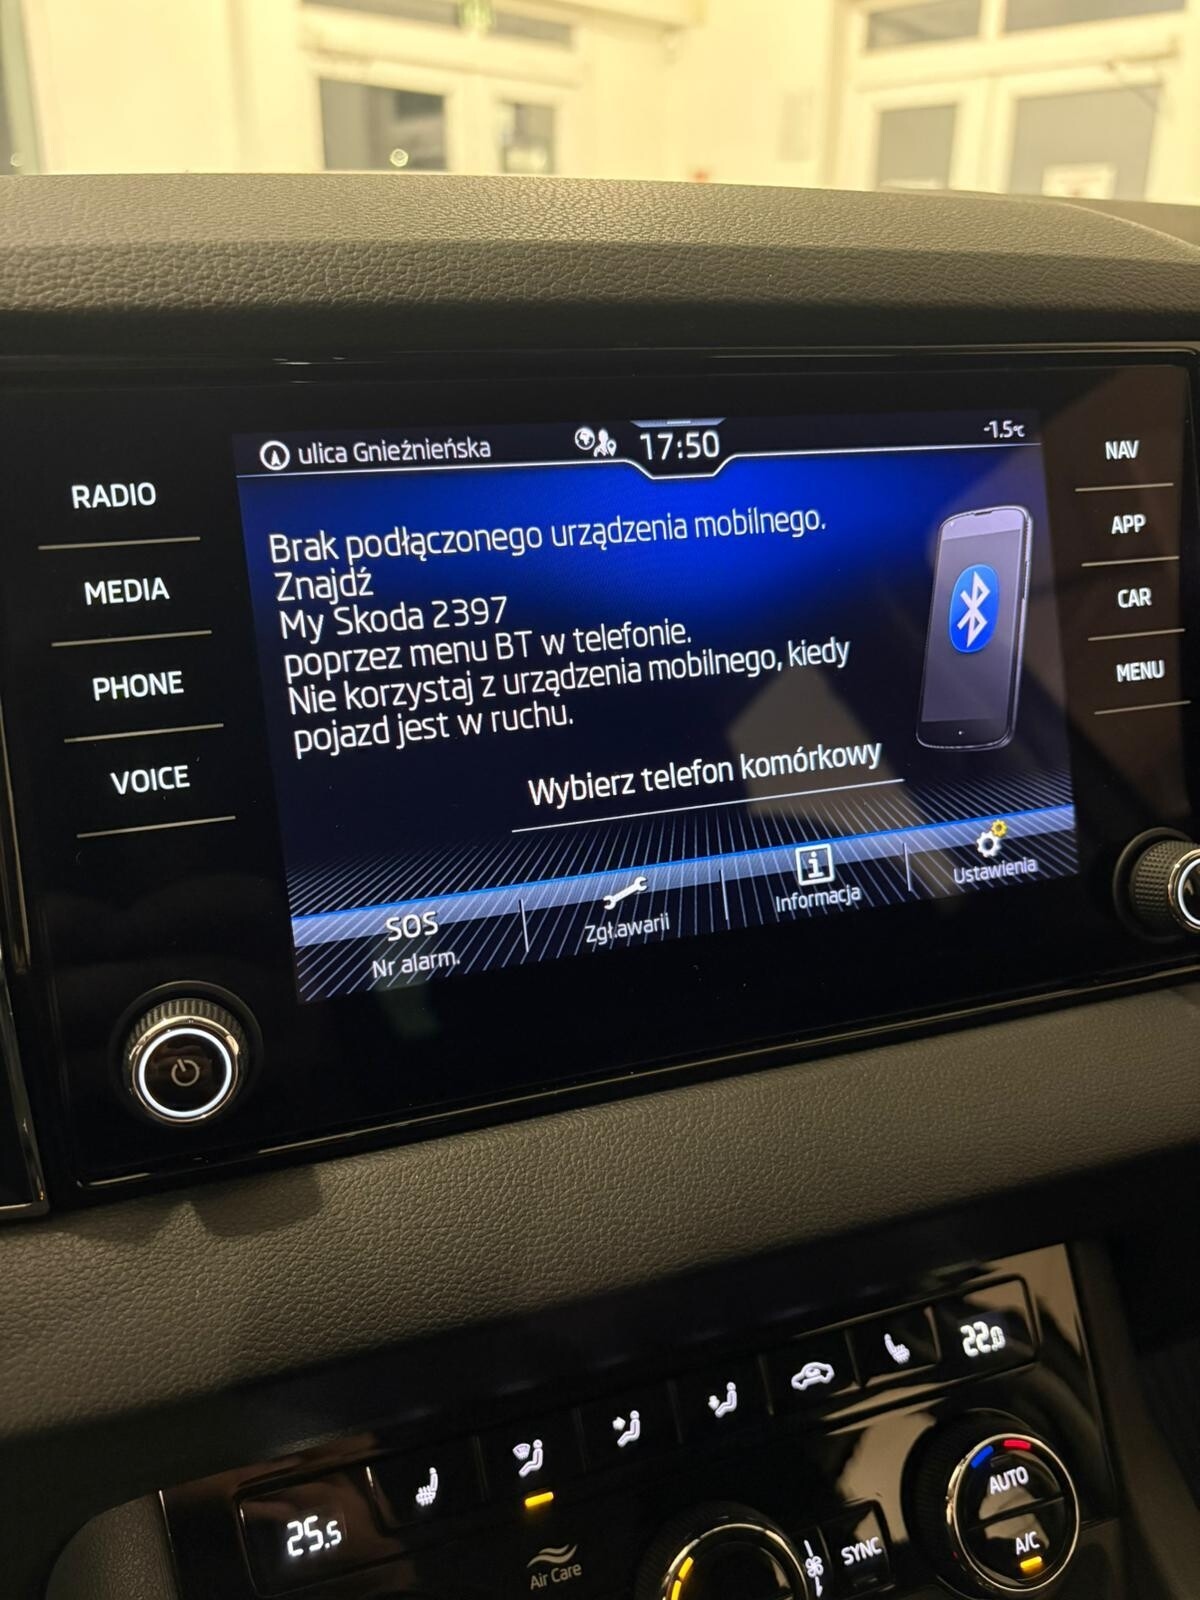 ulica Gnieźnieńska
17:50
-1.5°C
RADIO
MEDIA
PHONE
VOICE
Brak podłączonego urządzenia mobilnego.
Znajdź
My Skoda 2397
poprzez menu BT w telefonie.
Nie korzystaj z urządzenia mobilnego, kiedy
pojazd jest w ruchu.
Wybierz telefon komórkowy
SOS
Nr alarm.
Zgł.awarii
Informacja
Ustawienia
NAV
APP
CAR
MENU
25.5
22.0
Air Care
SYNC
AUTO
A/C